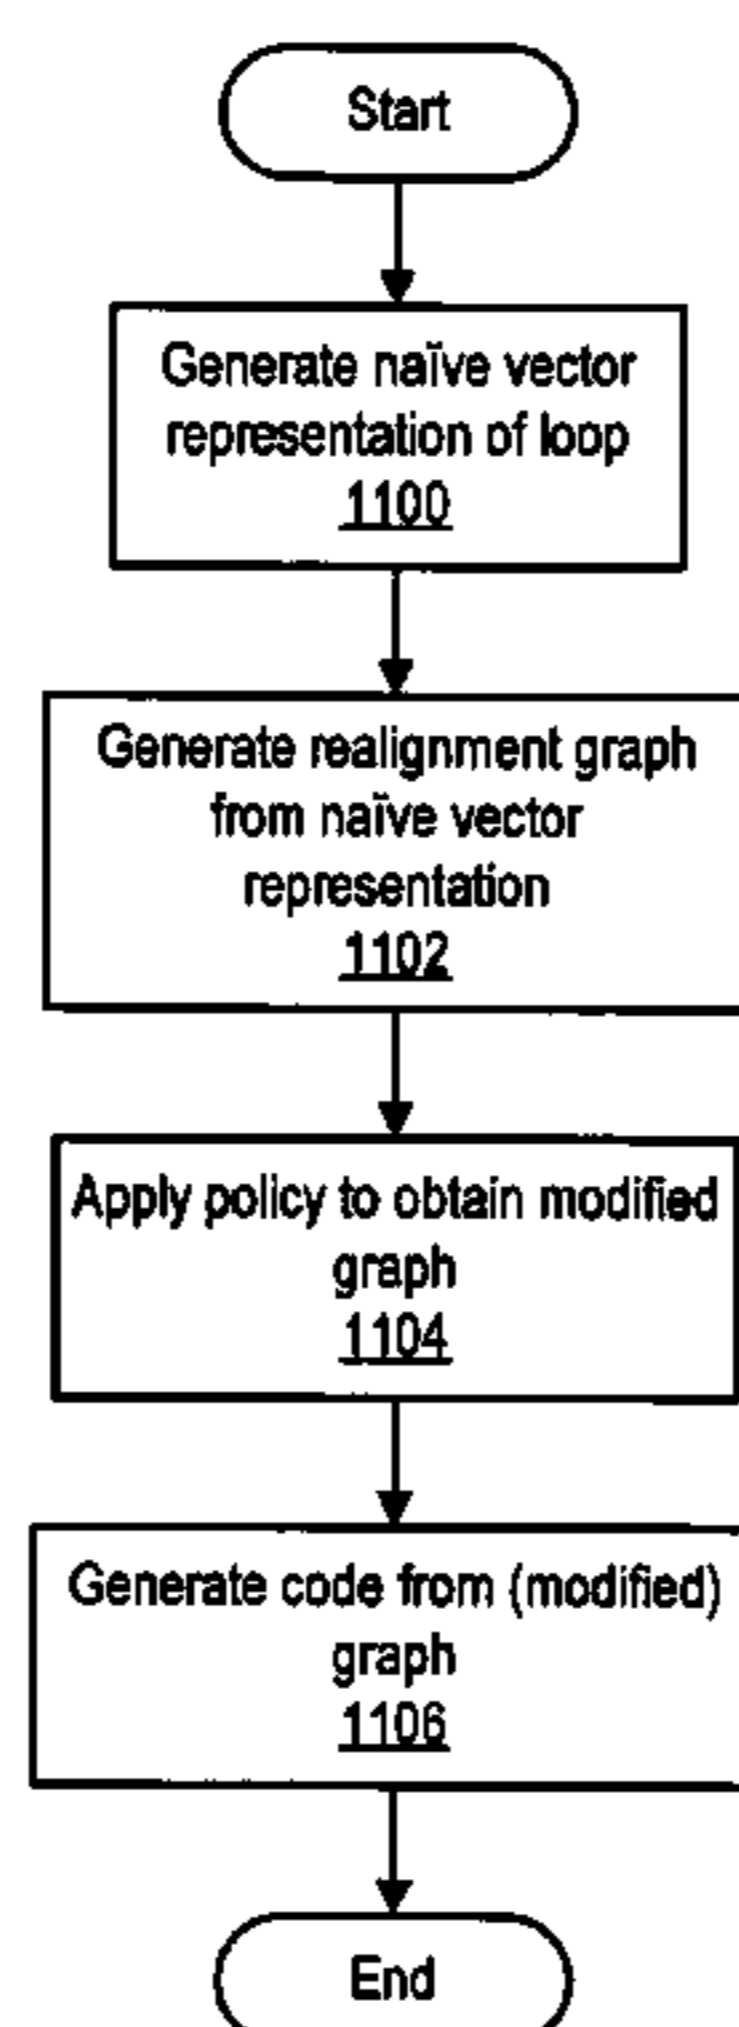 Start
Generate naïve vector
representation of loop
1100
Generate realignment graph
from naïve vector
representation
1102
Apply policy to obtain modified
graph
1104
Generate code from (modified)
graph
1106
End